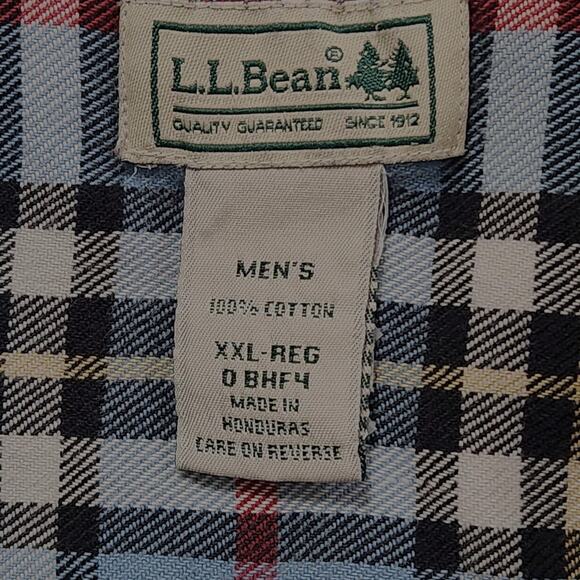 L.L.Bean®
QUALITY GUARANTEED SINCE 1912
MEN'S
100% COTTON
XXL-REG
0 BHF4
MADE IN
HONDURAS
CARE ON REVERSE